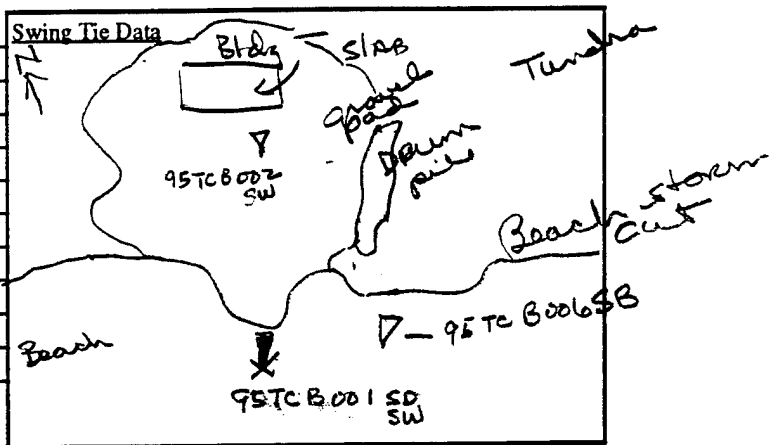 Swing Tie Data
N
Bldg
SLAB
Tundra
gravel
pad
Drum
pile
95TCB002
SW
Beach storm
cut
95TCB006SB
Beach
95TCB001 SD
SW